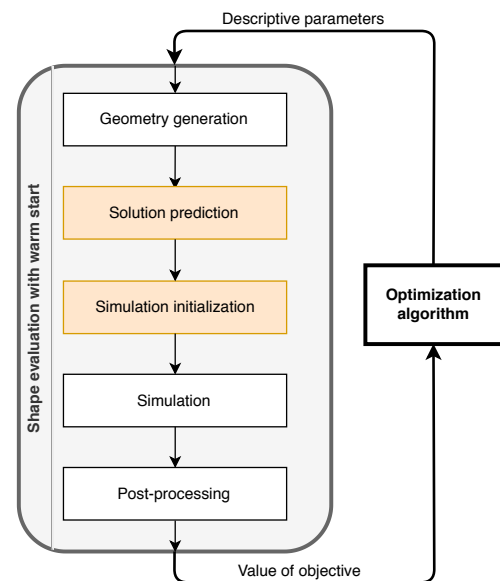 Descriptive parameters
Shape evaluation with warm start
Geometry generation
Solution prediction
Simulation initialization
Simulation
Post-processing
Optimization
algorithm
Value of objective